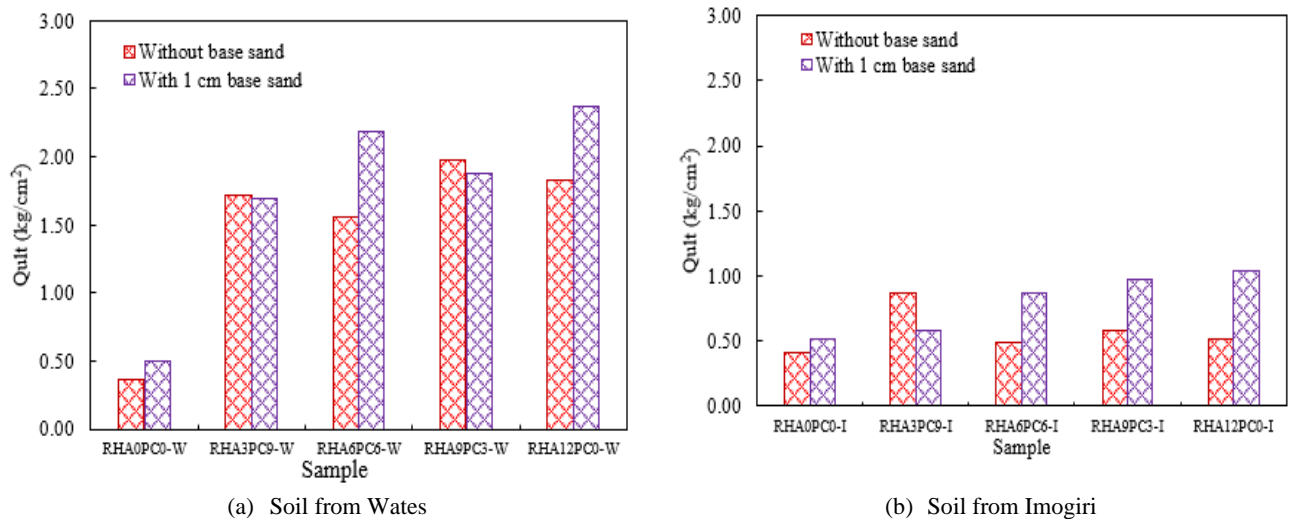 3.00
2.50
2.00
1.50
1.00
0.50
0.00
Qult (kg/cm²)
Without base sand
With 1 cm base sand
RHA0PC0-W RHA3PC9-W RHA6PC6-W RHA9PC3-W RHA12PC0-W
Sample
(a) Soil from Wates
3.00
2.50
2.00
1.50
1.00
0.50
0.00
Qult (kg/cm²)
Without base sand
With 1 cm base sand
RHA0PC0-I RHA3PC9-I RHA6PC6-I RHA9PC3-I RHA12PC0-I
Sample
(b) Soil from Imogiri